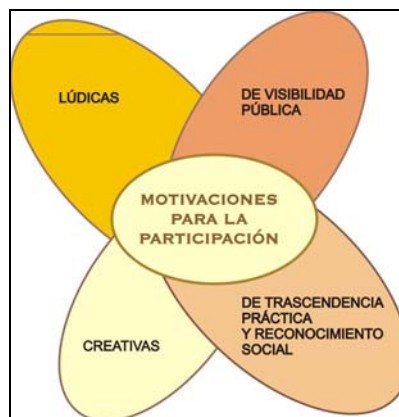 LÚDICAS
DE VISIBILIDAD
PÚBLICA
MOTIVACIONES
PARA LA
PARTICIPACIÓN
CREATIVAS
DE TRASCENDENCIA
PRÁCTICA
Y RECONOCIMIENTO
SOCIAL